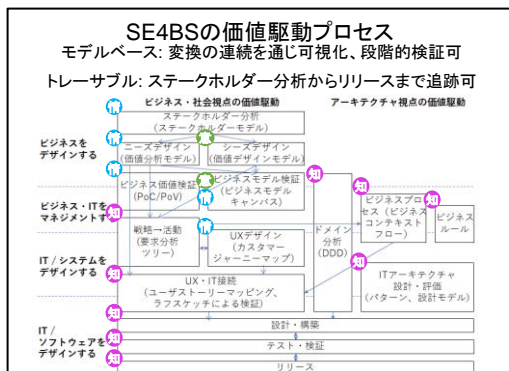 SE4BSの価値駆動プロセス
モデルベース: 変換の連続を通じ可視化、段階的検証可
トレーサブル: ステークホルダー分析からリリースまで追跡可
ビジネス・社会視点の価値駆動
アーキテクチャ視点の価値駆動
ステークホルダー分析
(ステークホルダーモデル)
ビジネスを
デザインする
ニーズデザイン
(価値分析モデル)
シーズデザイン
(価値デザインモデル)
ビジネス価値検証
(PoC/PoV)
ビジネスモデル検証
(ビジネスモデル
キャンバス)
ビジネス・ITを
マネジメントする
戦略→活動
(要求分析
ツリー)
UXデザイン
(カスタマー
ジャーニーマップ)
ドメイン
分析
(DDD)
ビジネスプロ
セス (ビジネス
コンテキスト
フロー)
ビジネス
ルール
IT/システムを
デザインする
UX・IT接続
(ユーザストーリーマッピング、
ラフスケッチによる検証)
ITアーキテクチャ
設計・評価
(パターン、設計モデル)
IT /
ソフトウェアを
デザインする
設計・構築
テスト・検証
リリース
知
知
知
知
知
知
知
知
知